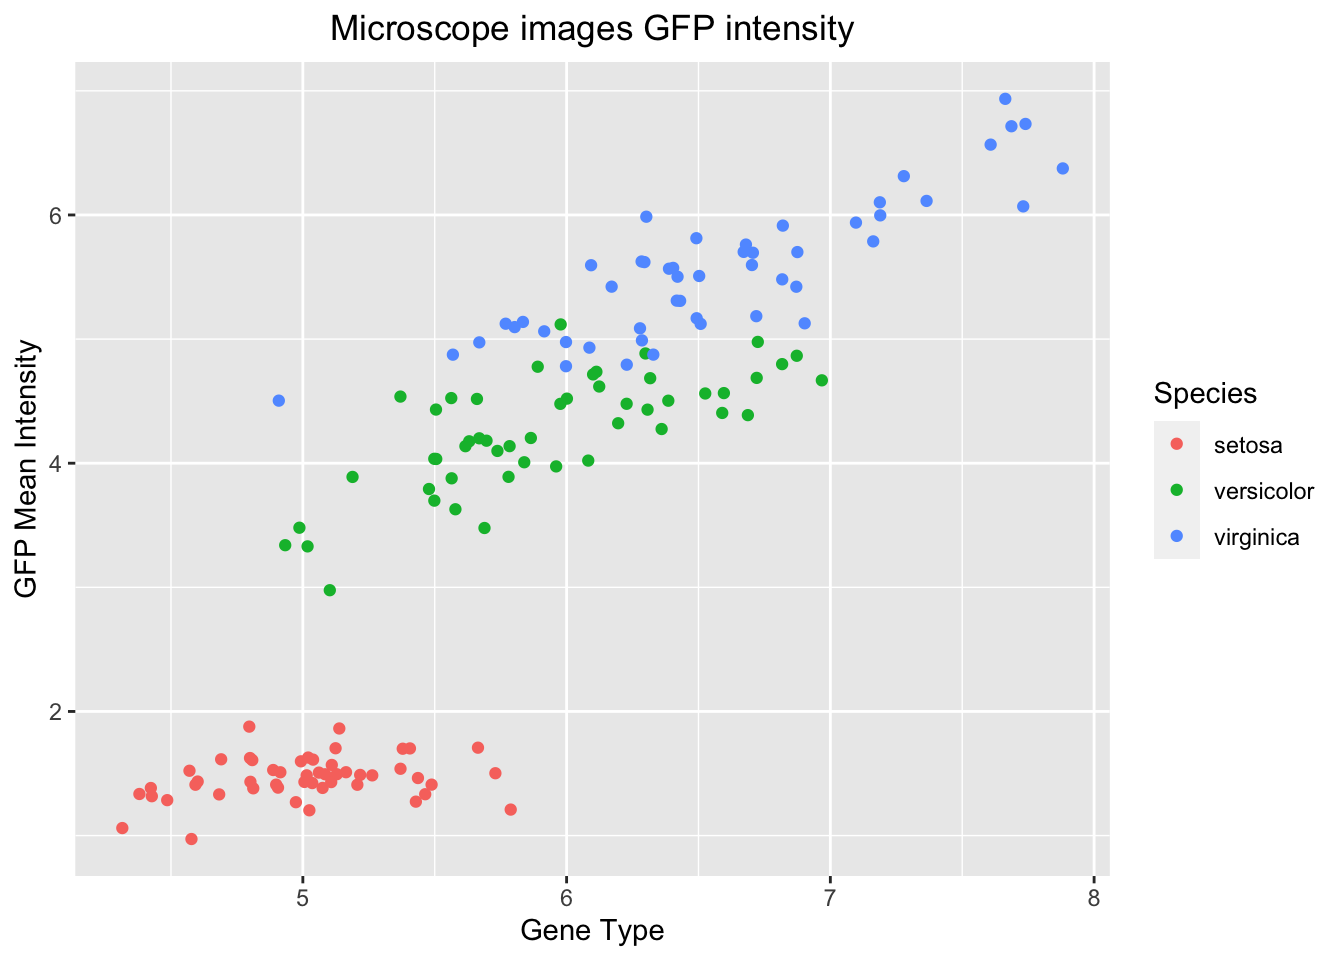 Microscope images GFP intensity
GFP Mean Intensity
6
4
2
5
6
7
8
Gene Type
Species
setosa
versicolor
virginica